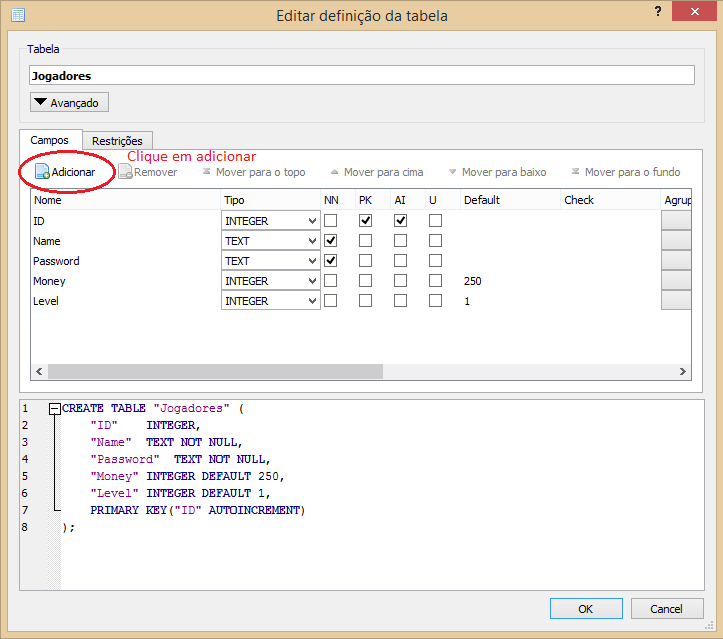 Editar definição da tabela
?
Tabela
Jogadores
Avançado
Campos Restrições
Clique em adicionar
Adicionar Remover Mover para o topo Mover para cima Mover para baixo Mover para o fundo
Nome Tipo NN PK AI U Default Check Agrup
ID INTEGER
Name TEXT
Password TEXT
Money INTEGER 250
Level INTEGER 1
1 CREATE TABLE "Jogadores" (
2 "ID" INTEGER,
3 "Name" TEXT NOT NULL,
4 "Password" TEXT NOT NULL,
5 "Money" INTEGER DEFAULT 250,
6 "Level" INTEGER DEFAULT 1,
7 PRIMARY KEY("ID" AUTOINCREMENT)
8 );
OK Cancel